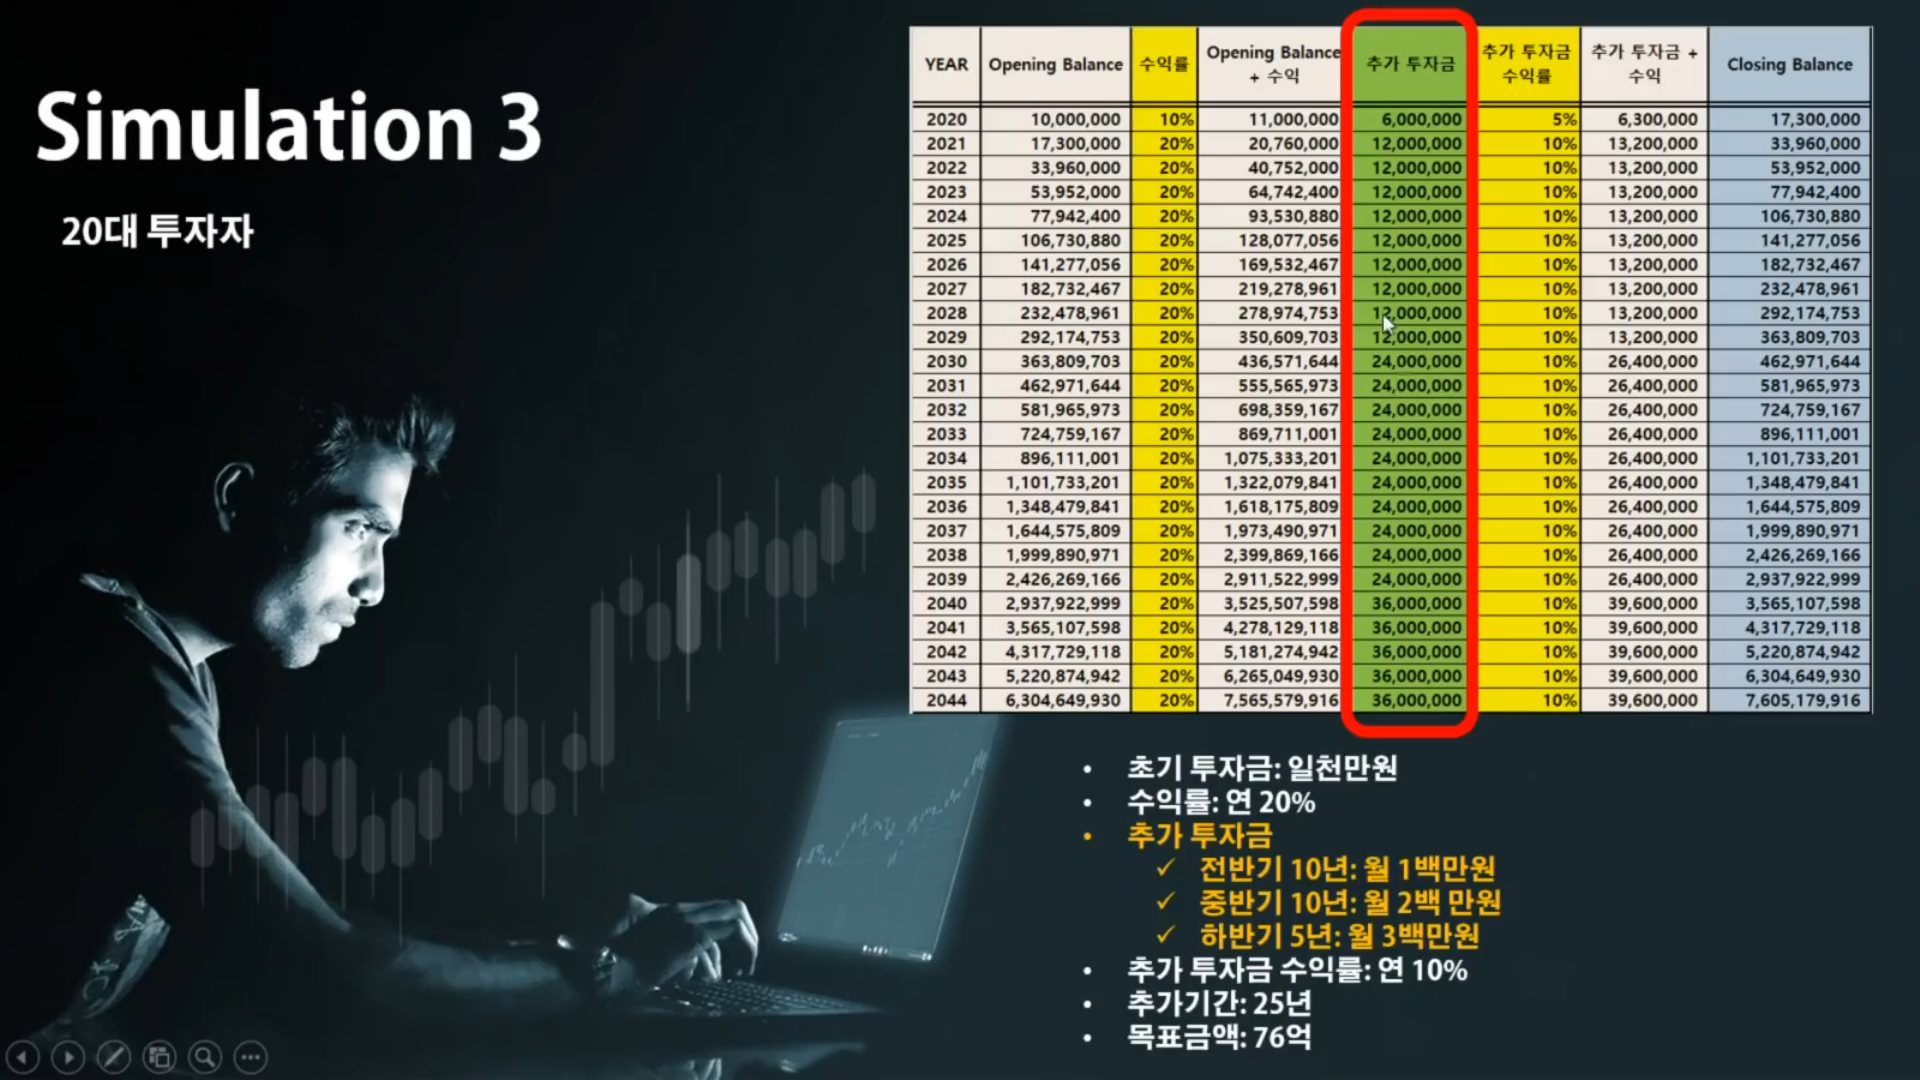 Simulation 3
20대 투자자
YEAR Opening Balance 수익률 Opening Balance + 수익 추가 투자금 추가 투자금 수익률 추가 투자금 + 수익 Closing Balance
2020 10,000,000 10% 11,000,000 6,000,000 5% 6,300,000 17,300,000
2021 17,300,000 20% 20,760,000 12,000,000 10% 13,200,000 33,960,000
2022 33,960,000 20% 40,752,000 12,000,000 10% 13,200,000 53,952,000
2023 53,952,000 20% 64,742,400 12,000,000 10% 13,200,000 77,942,400
2024 77,942,400 20% 93,530,880 12,000,000 10% 13,200,000 106,730,880
2025 106,730,880 20% 128,077,056 12,000,000 10% 13,200,000 141,277,056
2026 141,277,056 20% 169,532,467 12,000,000 10% 13,200,000 182,732,467
2027 182,732,467 20% 219,278,961 12,000,000 10% 13,200,000 232,478,961
2028 232,478,961 20% 278,974,753 12,000,000 10% 13,200,000 292,174,753
2029 292,174,753 20% 350,609,703 12,000,000 10% 13,200,000 363,809,703
2030 363,809,703 20% 436,571,644 24,000,000 10% 26,400,000 462,971,644
2031 462,971,644 20% 555,565,973 24,000,000 10% 26,400,000 581,965,973
2032 581,965,973 20% 698,359,167 24,000,000 10% 26,400,000 724,759,167
2033 724,759,167 20% 869,711,001 24,000,000 10% 26,400,000 896,111,001
2034 896,111,001 20% 1,075,333,201 24,000,000 10% 26,400,000 1,101,733,201
2035 1,101,733,201 20% 1,322,079,841 24,000,000 10% 26,400,000 1,348,479,841
2036 1,348,479,841 20% 1,618,175,809 24,000,000 10% 26,400,000 1,644,575,809
2037 1,644,575,809 20% 1,973,490,971 24,000,000 10% 26,400,000 1,999,890,971
2038 1,999,890,971 20% 2,399,869,166 24,000,000 10% 26,400,000 2,426,269,166
2039 2,426,269,166 20% 2,911,522,999 24,000,000 10% 26,400,000 2,937,922,999
2040 2,937,922,999 20% 3,525,507,598 36,000,000 10% 39,600,000 3,565,107,598
2041 3,565,107,598 20% 4,278,129,118 36,000,000 10% 39,600,000 4,317,729,118
2042 4,317,729,118 20% 5,181,274,942 36,000,000 10% 39,600,000 5,220,874,942
2043 5,220,874,942 20% 6,265,049,930 36,000,000 10% 39,600,000 6,304,649,930
2044 6,304,649,930 20% 7,565,579,916 36,000,000 10% 39,600,000 7,605,179,916
• 초기 투자금: 일천만원
• 수익률: 연 20%
• 추가 투자금
✓ 전반기 10년: 월 1백만원
✓ 중반기 10년: 월 2백 만원
✓ 하반기 5년: 월 3백만원
• 추가 투자금 수익률: 연 10%
• 추가기간: 25년
• 목표금액: 76억